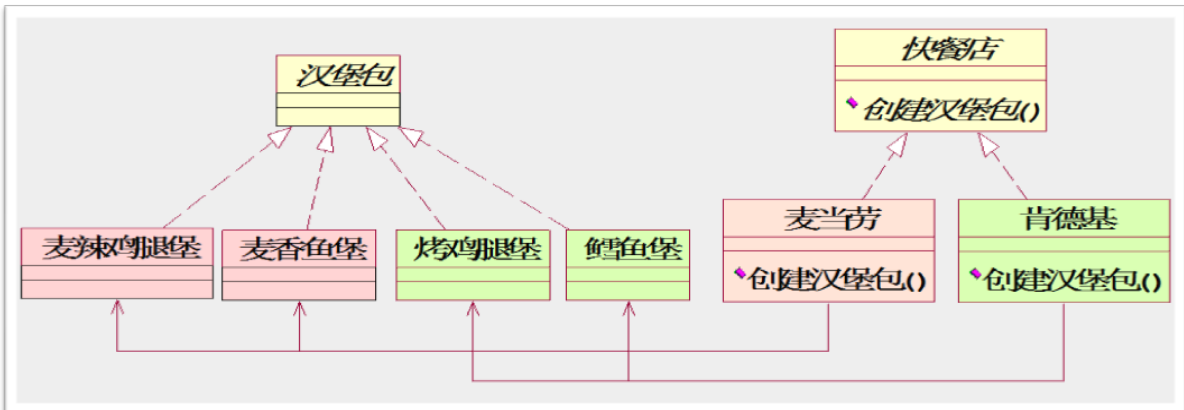 汉堡包
快餐店
创建汉堡包()
麦辣鸡腿堡
麦香鱼堡
烤鸡腿堡
鳕鱼堡
麦当劳
创建汉堡包()
肯德基
创建汉堡包()